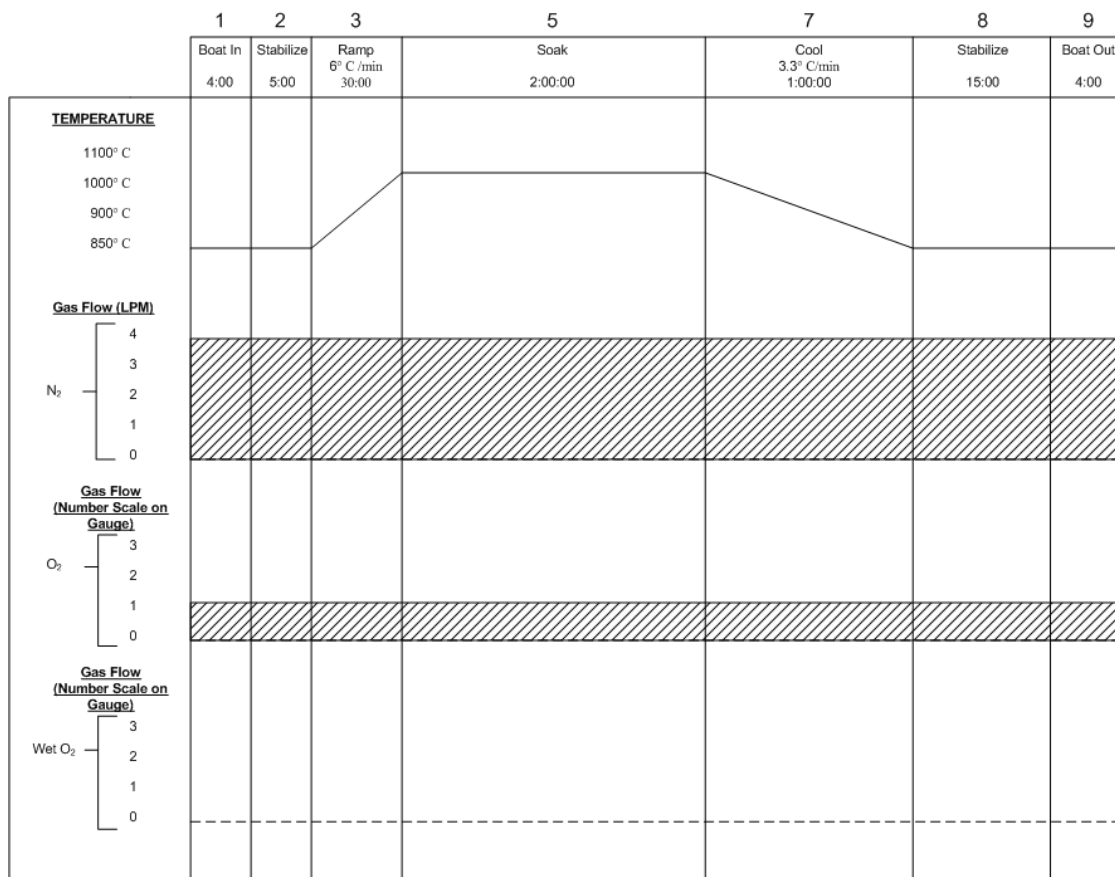 1 2 3 5 7 8 9
Boat In Stabilize Ramp Soak Cool Stabilize Boat Out
6° C /min 3.3° C/min
4:00 5:00 30:00 2:00:00 1:00:00 15:00 4:00
TEMPERATURE
1100° C
1000° C
900° C
850° C
Gas Flow (LPM)
4
3
N₂ 2
1
0
Gas Flow
(Number Scale on
Gauge)
3
O₂
2
1
0
Gas Flow
(Number Scale on
Gauge)
3
Wet O₂
2
1
0